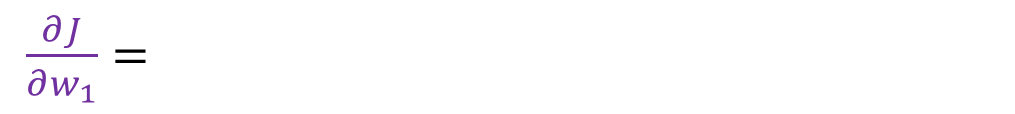 ∂J/∂w₁ =